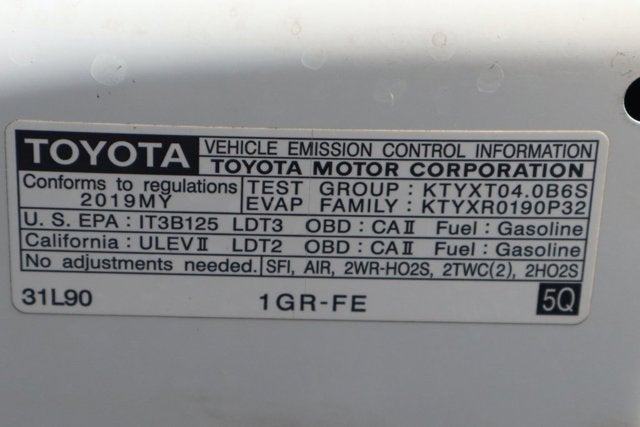 TOYOTA VEHICLE EMISSION CONTROL INFORMATION
TOYOTA MOTOR CORPORATION
Conforms to regulations TEST GROUP : KTYXT04.0B6S
2019MY EVAP FAMILY : KTYXR0190P32
U. S. EPA : IT3B125 LDT3 OBD : CAⅡ Fuel : Gasoline
California : ULEVⅡ LDT2 OBD : CAⅡ Fuel : Gasoline
No adjustments needed. SFI, AIR, 2WR-HO2S, 2TWC(2), 2HO2S
31L90 1GR-FE 5Q